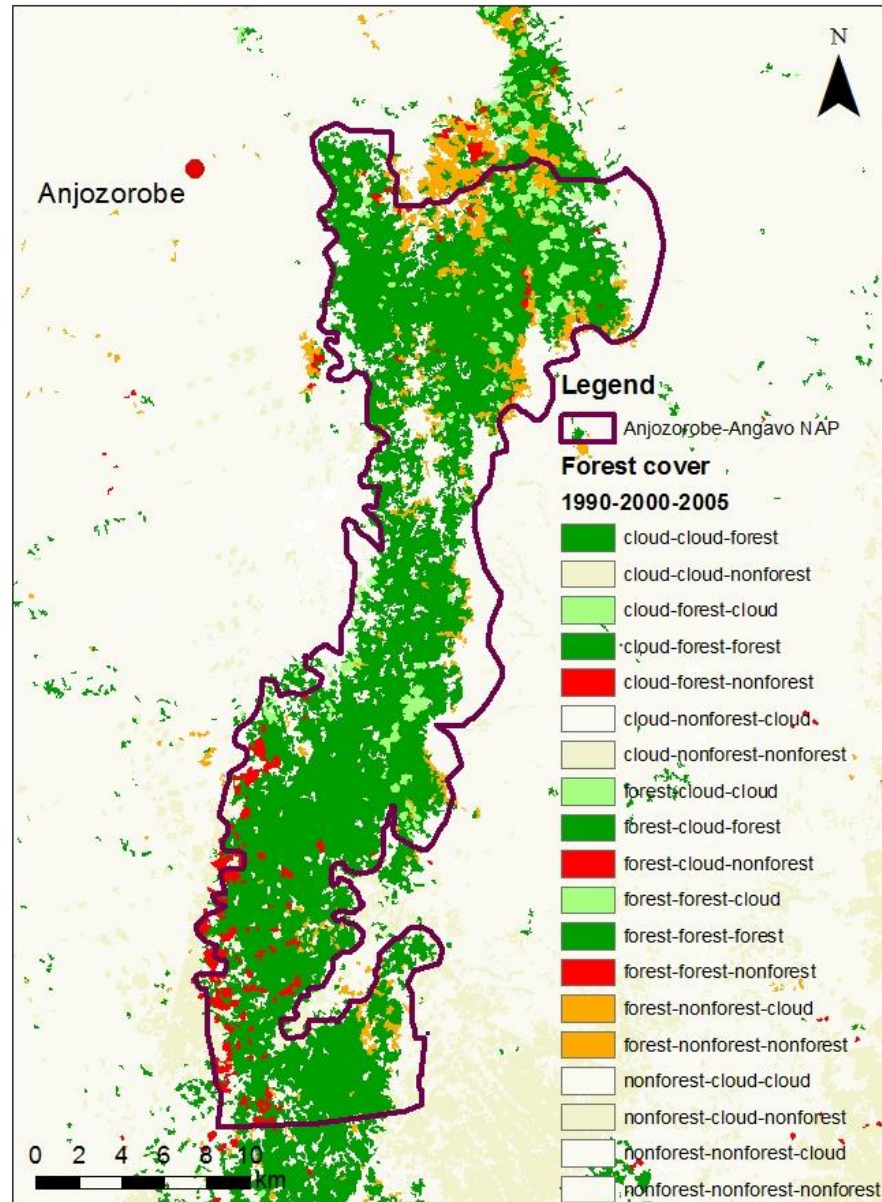 N
Anjozorobe
Legend
Anjozorobe-Angavo NAP
Forest cover
1990-2000-2005
cloud-cloud-forest
cloud-cloud-nonforest
cloud-forest-cloud
cloud-forest-forest
cloud-forest-nonforest
cloud-nonforest-cloud
cloud-nonforest-nonforest
forest-cloud-cloud
forest-cloud-forest
forest-cloud-nonforest
forest-forest-cloud
forest-forest-forest
forest-forest-nonforest
forest-nonforest-cloud
forest-nonforest-nonforest
nonforest-cloud-cloud
nonforest-cloud-nonforest
nonforest-nonforest-cloud
nonforest-nonforest-nonforest
0 2 4 6 8 10
km